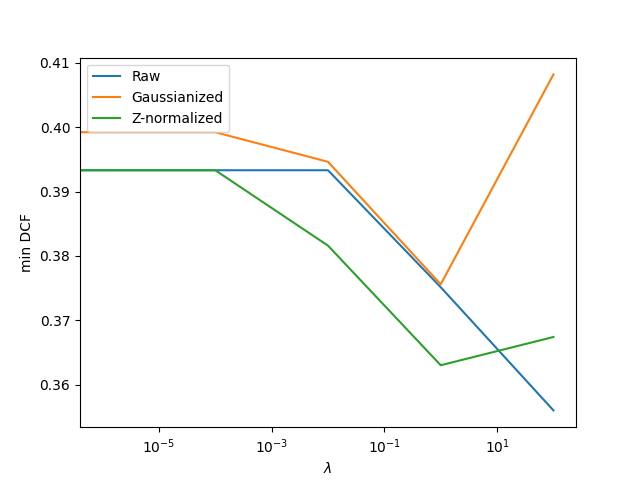 Raw
Gaussianized
Z-normalized
min DCF
0.41
0.40
0.39
0.38
0.37
0.36
10⁻⁵
10⁻³
10⁻¹
10¹
λ